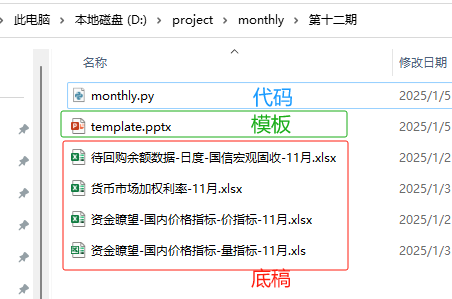 此电脑 > 本地磁盘 (D:) > project > monthly > 第十二期
名称 修改日期
monthly.py 代码 2025/1/5
template.pptx 模板 2025/1/5
待回购余额数据-日度-国信宏观固收-11月.xlsx 2025/1/2
货币市场加权利率-11月.xlsx 2025/1/3
资金瞭望-国内价格指标-价指标-11月.xlsx 2025/1/2
资金瞭望-国内价格指标-量指标-11月.xls 2025/1/3
底稿